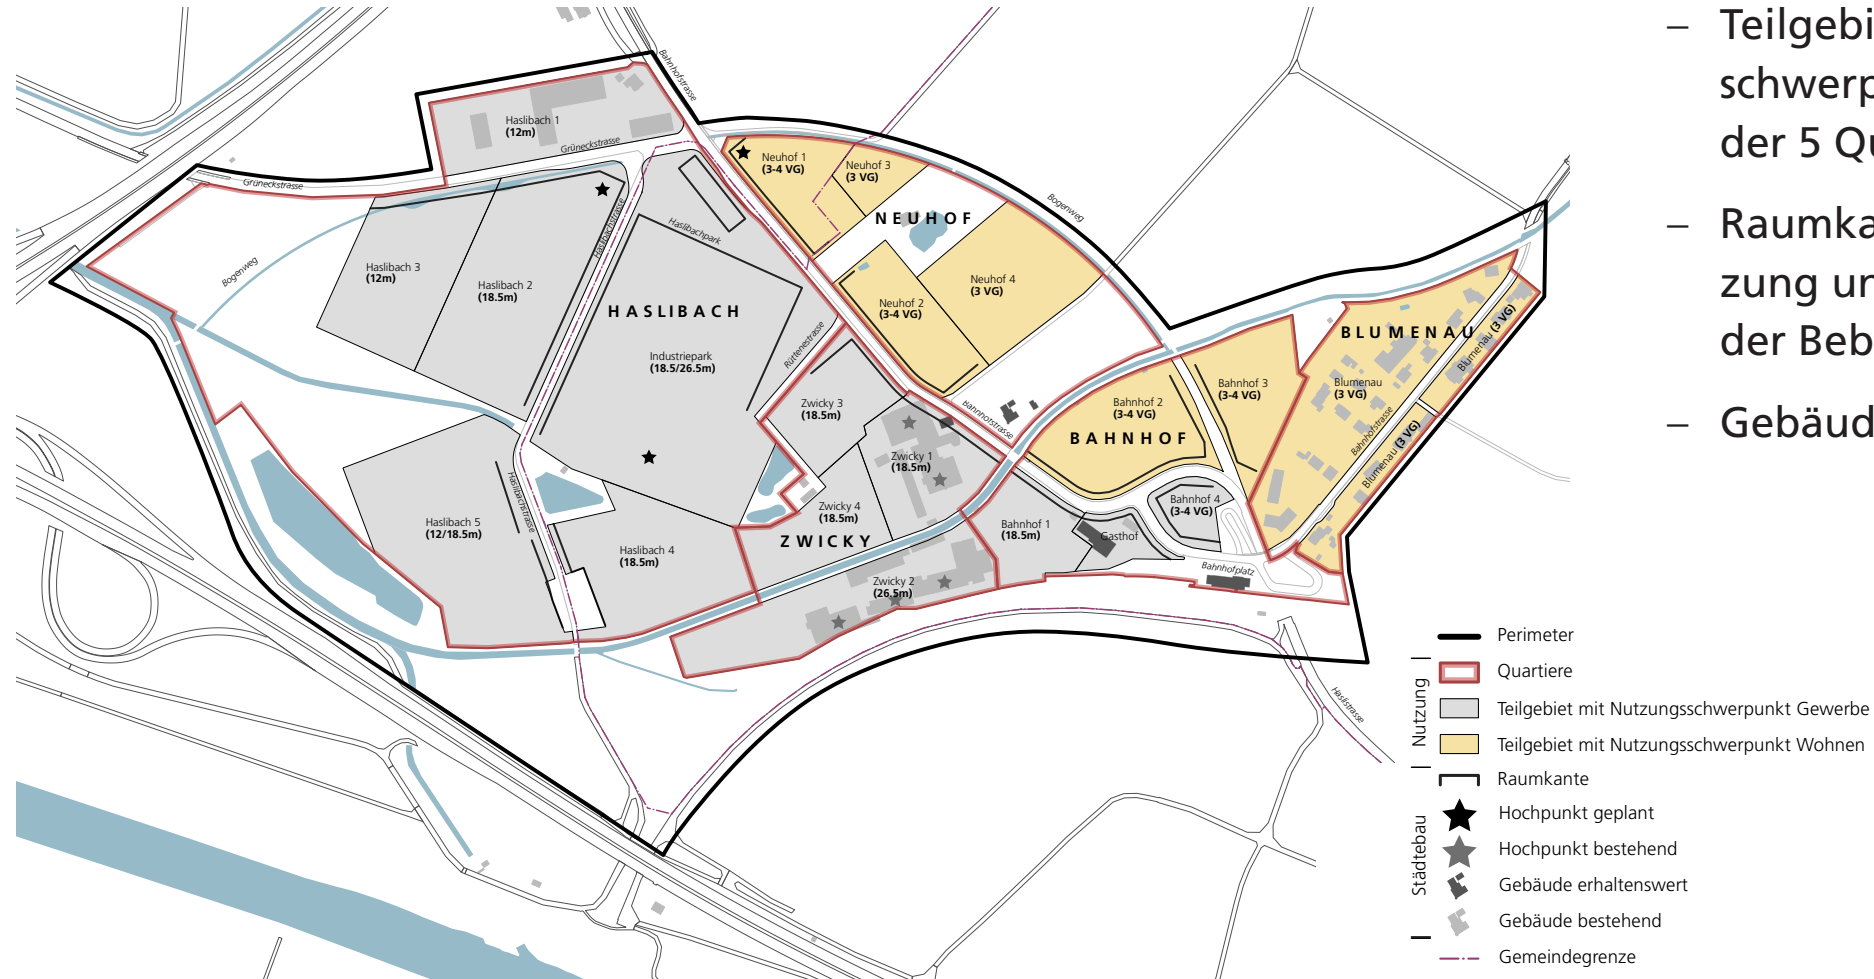 Teilgebi
schwerp
der 5 Qu
Raumka
zung un
der Beb
Gebäud
Bahnhofstrasse
Haslibach 1
(12m)
Grüneckstrasse
Grüneckstrasse
Neuhof 1
(3-4 VG)
Neuhof 3
(3 VG)
NEUHOF
Bogenweg
Haslibachstrasse
Haslibachpark
Bogenweg
Haslibach 3
(12m)
Haslibach 2
(18.5m)
HASLIBACH
Neuhof 2
(3-4 VG)
Neuhof 4
(3 VG)
Industriepark
(18.5/26.5m)
Rüttenestrasse
BLUMENAU
Blumenau (3 VG)
Blumenau
(3 VG)
Bahnhofstrasse
Blumenau (3 VG)
Bahnhof 3
(3-4 VG)
Bahnhof 2
(3-4 VG)
BAHNHOF
Bahnhofstrasse
Zwicky 3
(18.5m)
Zwicky 1
(18.5m)
Zwicky 4
(18.5m)
ZWICKY
Zwicky 2
(26.5m)
Bahnhof 4
(3-4 VG)
Bahnhof 1
(18.5m)
Gasthof
Bahnhofplatz
Haslibachstrasse
Haslibach 5
(12/18.5m)
Haslibach 4
(18.5m)
Haslistrasse
Nutzung
Städtebau
Perimeter
Quartiere
Teilgebiet mit Nutzungsschwerpunkt Gewerbe
Teilgebiet mit Nutzungsschwerpunkt Wohnen
Raumkante
Hochpunkt geplant
Hochpunkt bestehend
Gebäude erhaltenswert
Gebäude bestehend
Gemeindegrenze